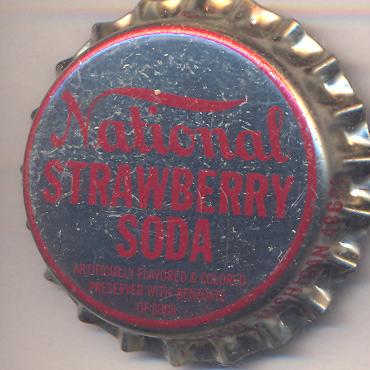 National
STRAWBERRY
SODA
ARTIFICIALLY FLAVORED & COLORED
PRESERVED WITH BENZOATE
OF SODA